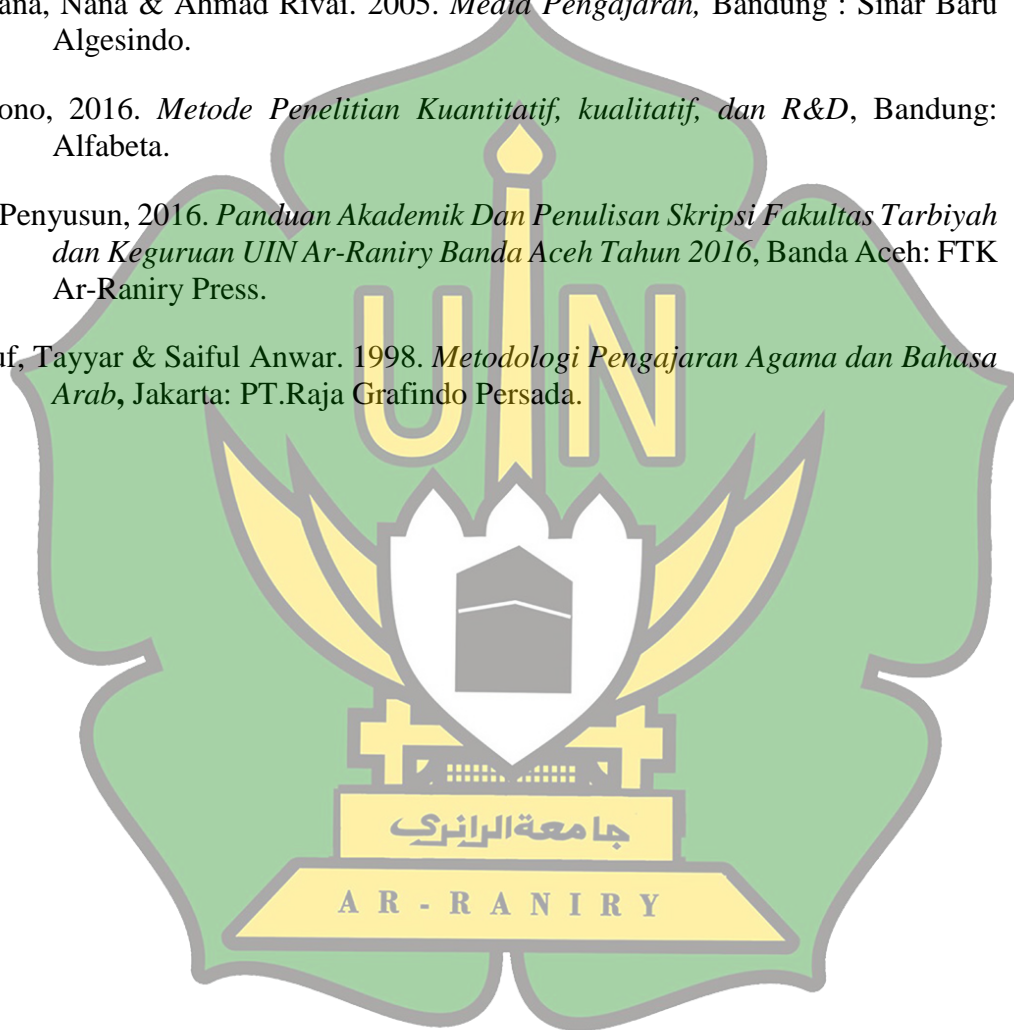 ana, Nana & Ahmad Rivai. 2005. Media Pengajaran, Bandung : Sinar Baru
Algesindo.
ono, 2016. Metode Penelitian Kuantitatif, kualitatif, dan R&D, Bandung:
Alfabeta.
Penyusun, 2016. Panduan Akademik Dan Penulisan Skripsi Fakultas Tarbiyah
dan Keguruan UIN Ar-Raniry Banda Aceh Tahun 2016, Banda Aceh: FTK
Ar-Raniry Press.
uf, Tayyar & Saiful Anwar. 1998. Metodologi Pengajaran Agama dan Bahasa
Arab, Jakarta: PT.Raja Grafindo Persada.
UIN
جامعة الرانري
AR-RANIRY